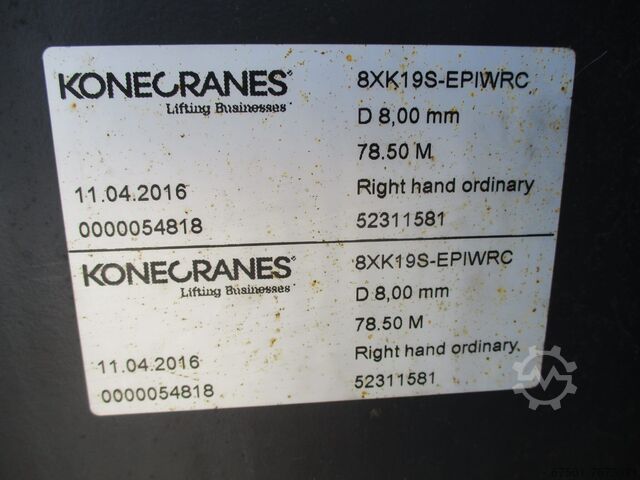 KONECRANES
Lifting Businesses
11.04.2016
0000054818
8XK19S-EPIWRC
D 8,00 mm
78.50 M
Right hand ordinary
52311581
KONECRANES
Lifting Businesses
11.04.2016
0000054818
8XK19S-EPIWRC
D 8,00 mm
78.50 M
Right hand ordinary
52311581